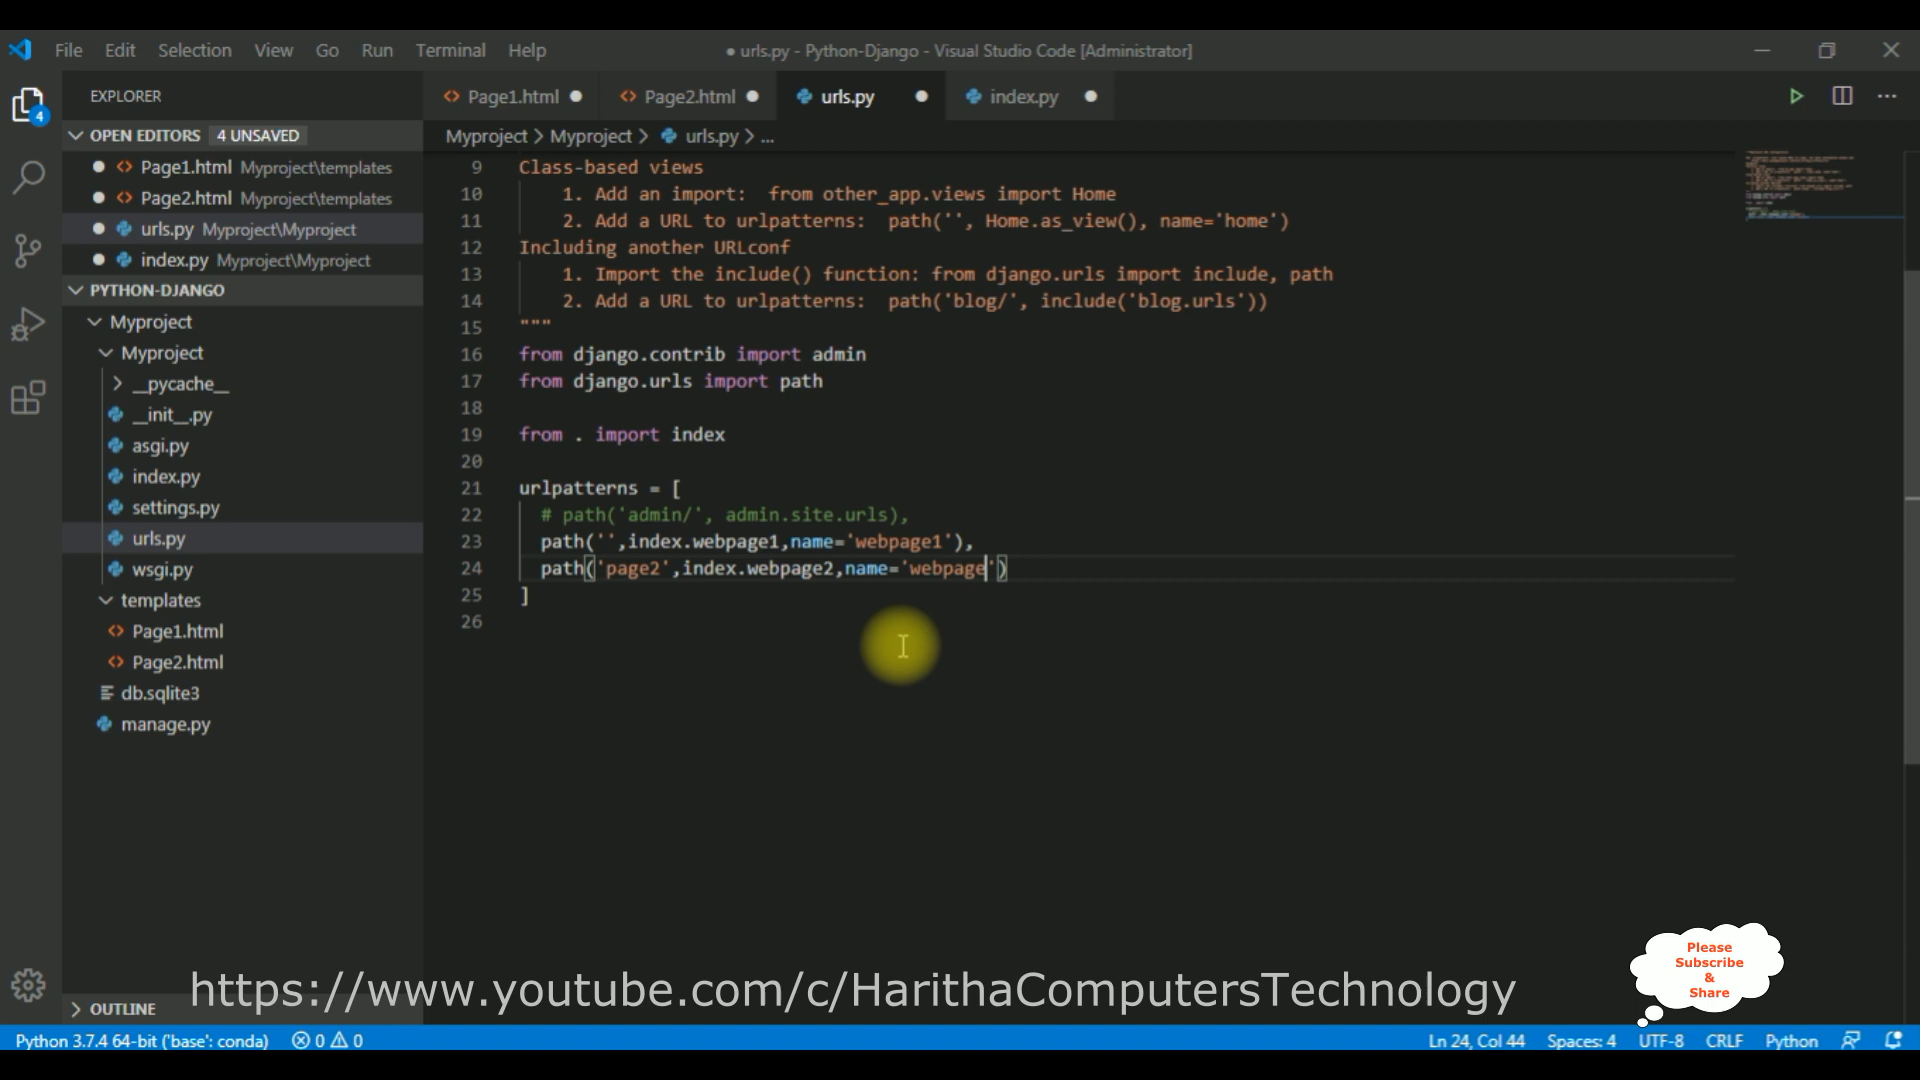 File Edit Selection View Go Run Terminal Help
● urls.py - Python-Django - Visual Studio Code [Administrator]
EXPLORER
OPEN EDITORS 4 UNSAVED
Page1.html Myproject\templates
Page2.html Myproject\templates
urls.py Myproject\Myproject
index.py Myproject\Myproject
PYTHON-DJANGO
Myproject
Myproject
__pycache__
__init__.py
asgi.py
index.py
settings.py
urls.py
wsgi.py
templates
Page1.html
Page2.html
db.sqlite3
manage.py
OUTLINE
4
Page1.html Page2.html urls.py index.py
Myproject > Myproject > urls.py > ...
9 Class-based views
10 1. Add an import: from other_app.views import Home
11 2. Add a URL to urlpatterns: path('', Home.as_view(), name='home')
12 Including another URLconf
13 1. Import the include() function: from django.urls import include, path
14 2. Add a URL to urlpatterns: path('blog/', include('blog.urls'))
15 """
16 from django.contrib import admin
17 from django.urls import path
18
19 from . import index
20
21 urlpatterns = [
22 # path('admin/', admin.site.urls),
23 path('',index.webpage1,name='webpage1'),
24 path('page2',index.webpage2,name='webpage')
25 ]
26
https://www.youtube.com/c/HarithaComputersTechnology
Please
Subscribe
&
Share
Python 3.7.4 64-bit ('base': conda) 0 0
Ln 24, Col 44 Spaces: 4 UTF-8 CRLF Python